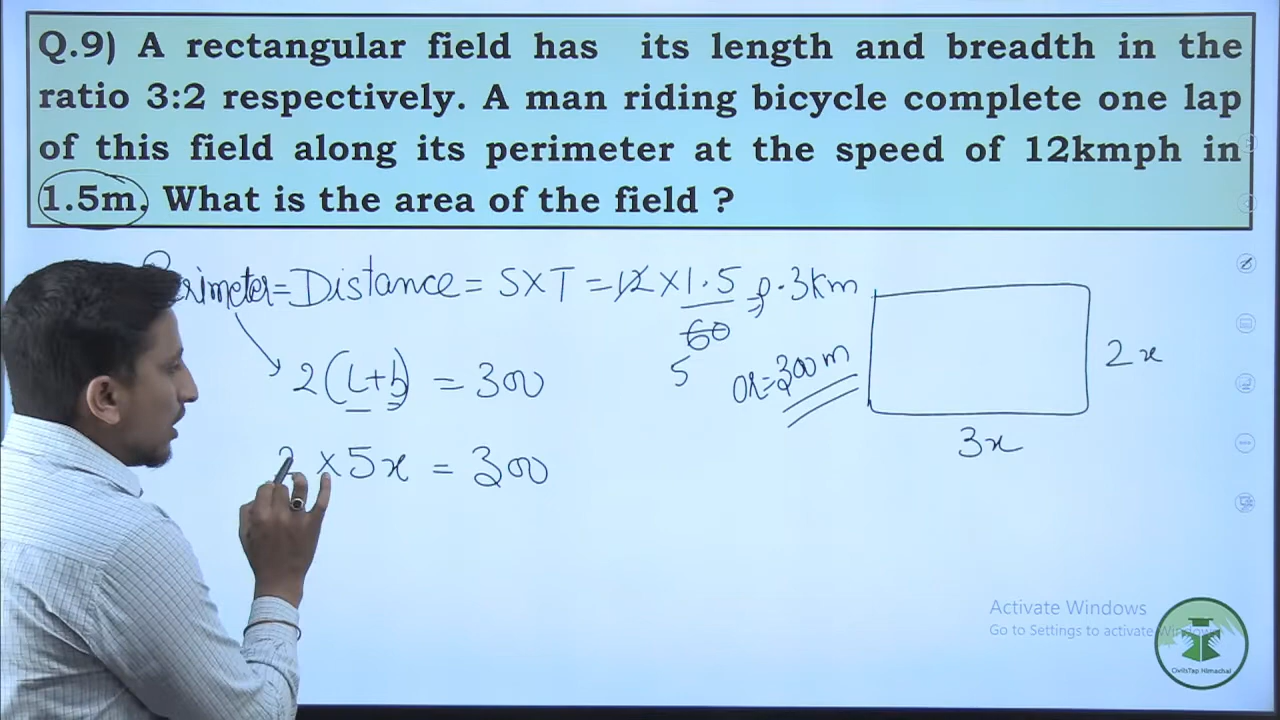 Q.9) A rectangular field has its length and breadth in the
ratio 3:2 respectively. A man riding bicycle complete one lap
of this field along its perimeter at the speed of 12kmph in
1.5m. What is the area of the field ?
Perimeter = Distance = S×T = 12 × 1.5 = 0.3km
60
5
or = 300m
2(L+b) = 300
2 × 5x = 300
2x
3x
Activate Windows
Go to Settings to activate Windows.
CivilsTap Himachal